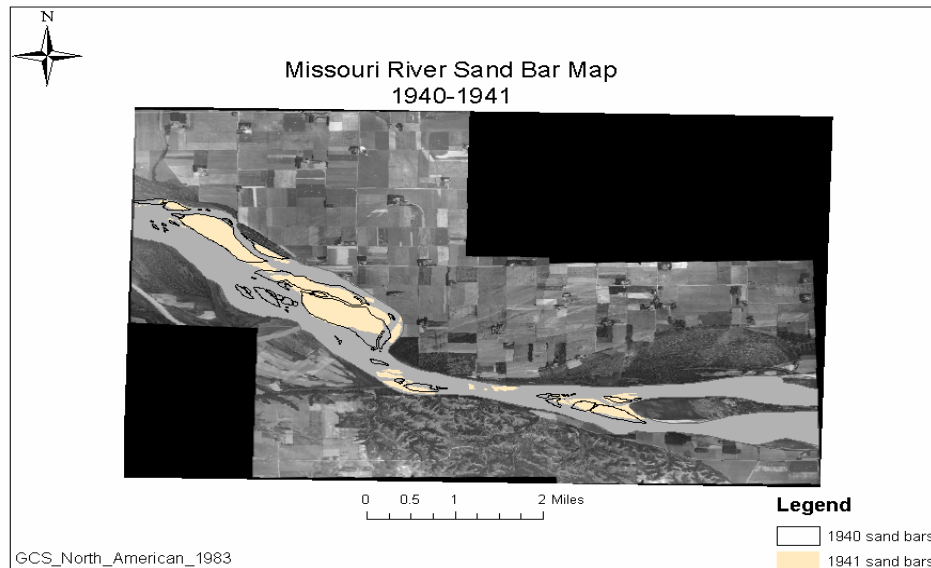 N
Missouri River Sand Bar Map
1940-1941
0 0.5 1 2 Miles
Legend
1940 sand bars
1941 sand bars
GCS_North_American_1983